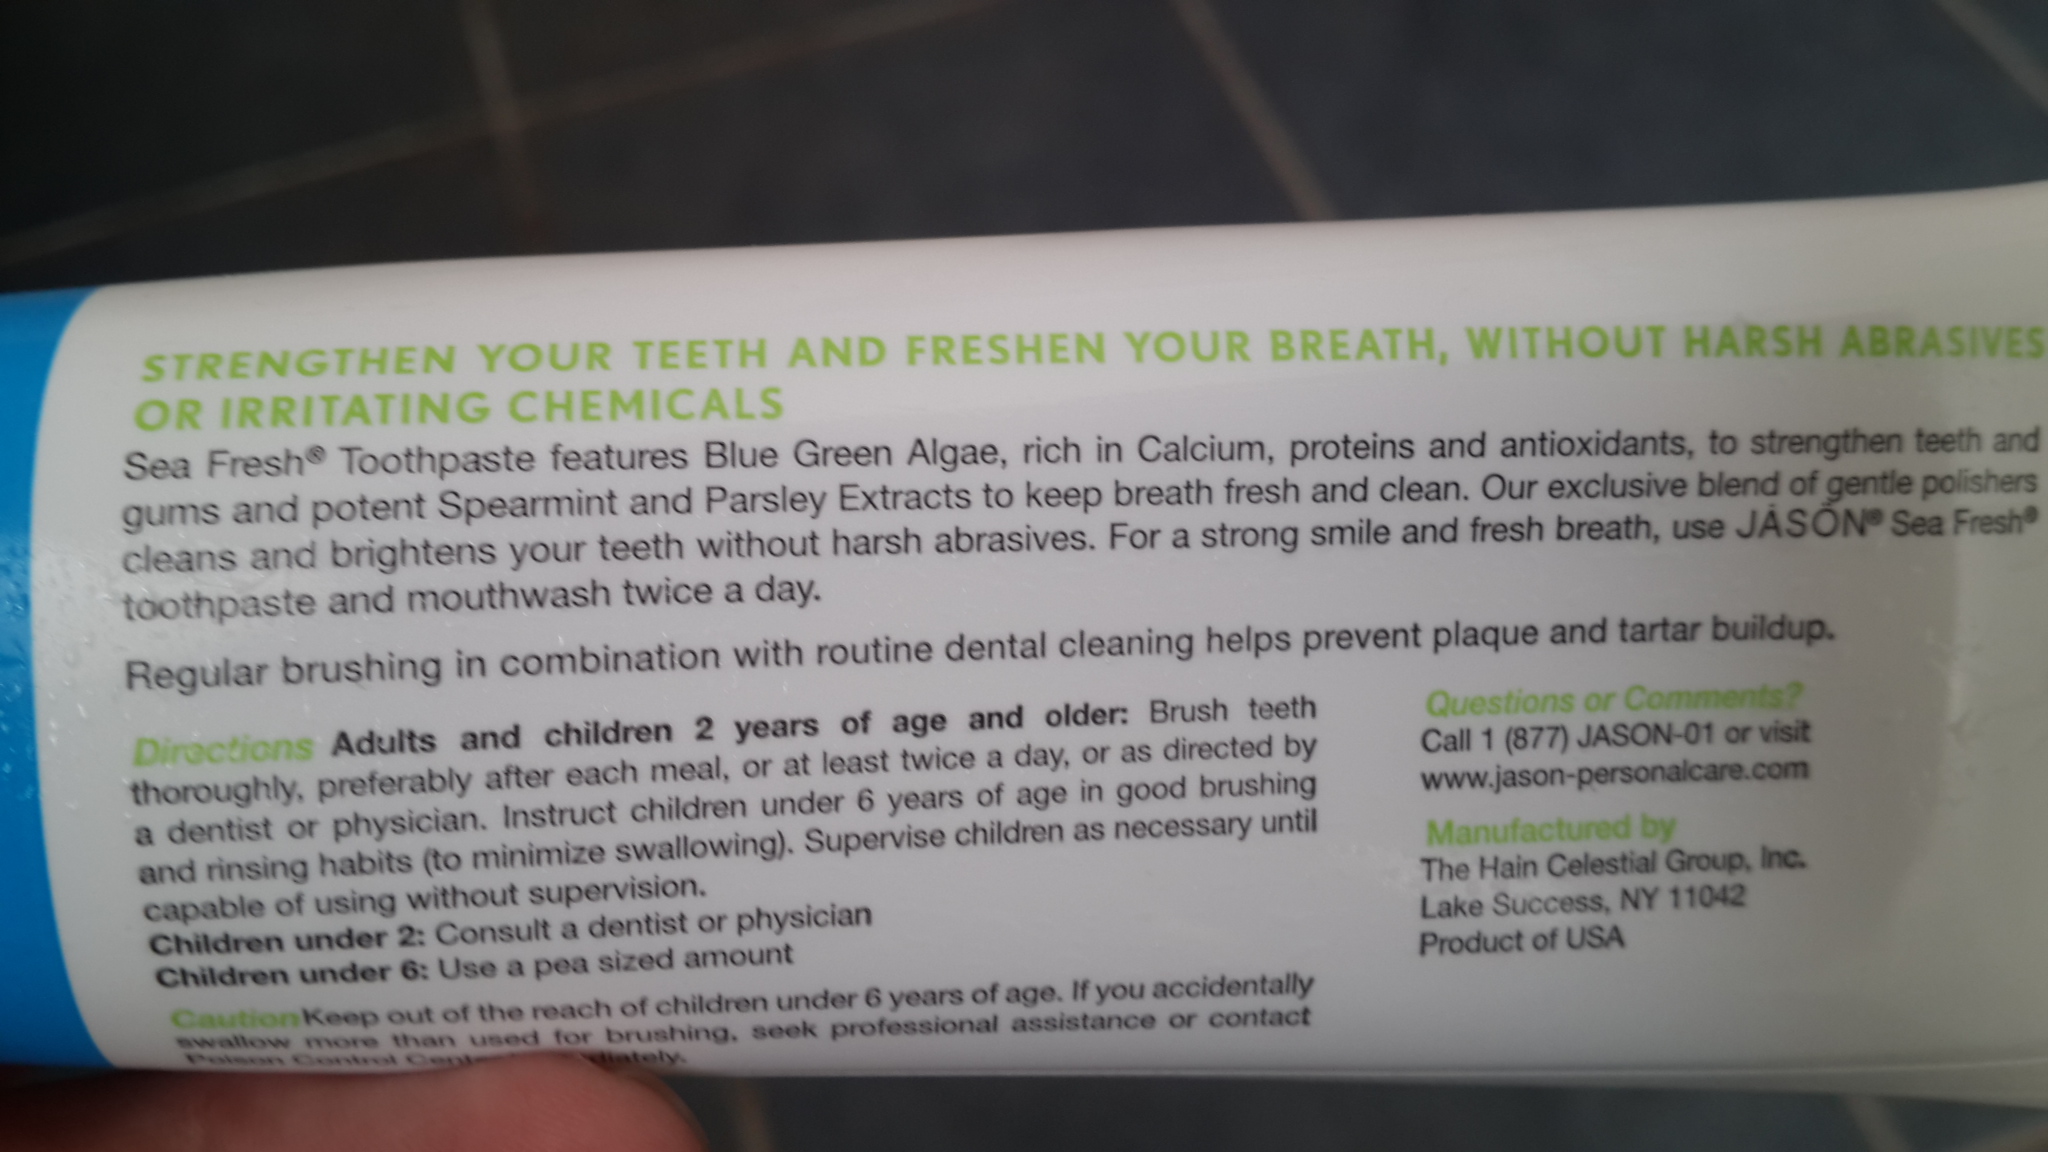 STRENGTHEN YOUR TEETH AND FRESHEN YOUR BREATH, WITHOUT HARSH ABRASIVES
OR IRRITATING CHEMICALS
Sea Fresh® Toothpaste features Blue Green Algae, rich in Calcium, proteins and antioxidants, to strengthen teeth and
gums and potent Spearmint and Parsley Extracts to keep breath fresh and clean. Our exclusive blend of gentle polishers
cleans and brightens your teeth without harsh abrasives. For a strong smile and fresh breath, use JĀSÖN® Sea Fresh®
toothpaste and mouthwash twice a day.
Regular brushing in combination with routine dental cleaning helps prevent plaque and tartar buildup.
Directions Adults and children 2 years of age and older: Brush teeth
thoroughly, preferably after each meal, or at least twice a day, or as directed by
a dentist or physician. Instruct children under 6 years of age in good brushing
and rinsing habits (to minimize swallowing). Supervise children as necessary until
capable of using without supervision.
Children under 2: Consult a dentist or physician
Children under 6: Use a pea sized amount
Caution Keep out of the reach of children under 6 years of age. If you accidentally
swallow more than used for brushing, seek professional assistance or contact
Poison Control
Questions or Comments?
Call 1 (877) JASON-01 or visit
www.jason-personalcare.com
Manufactured by
The Hain Celestial Group, Inc.
Lake Success, NY 11042
Product of USA